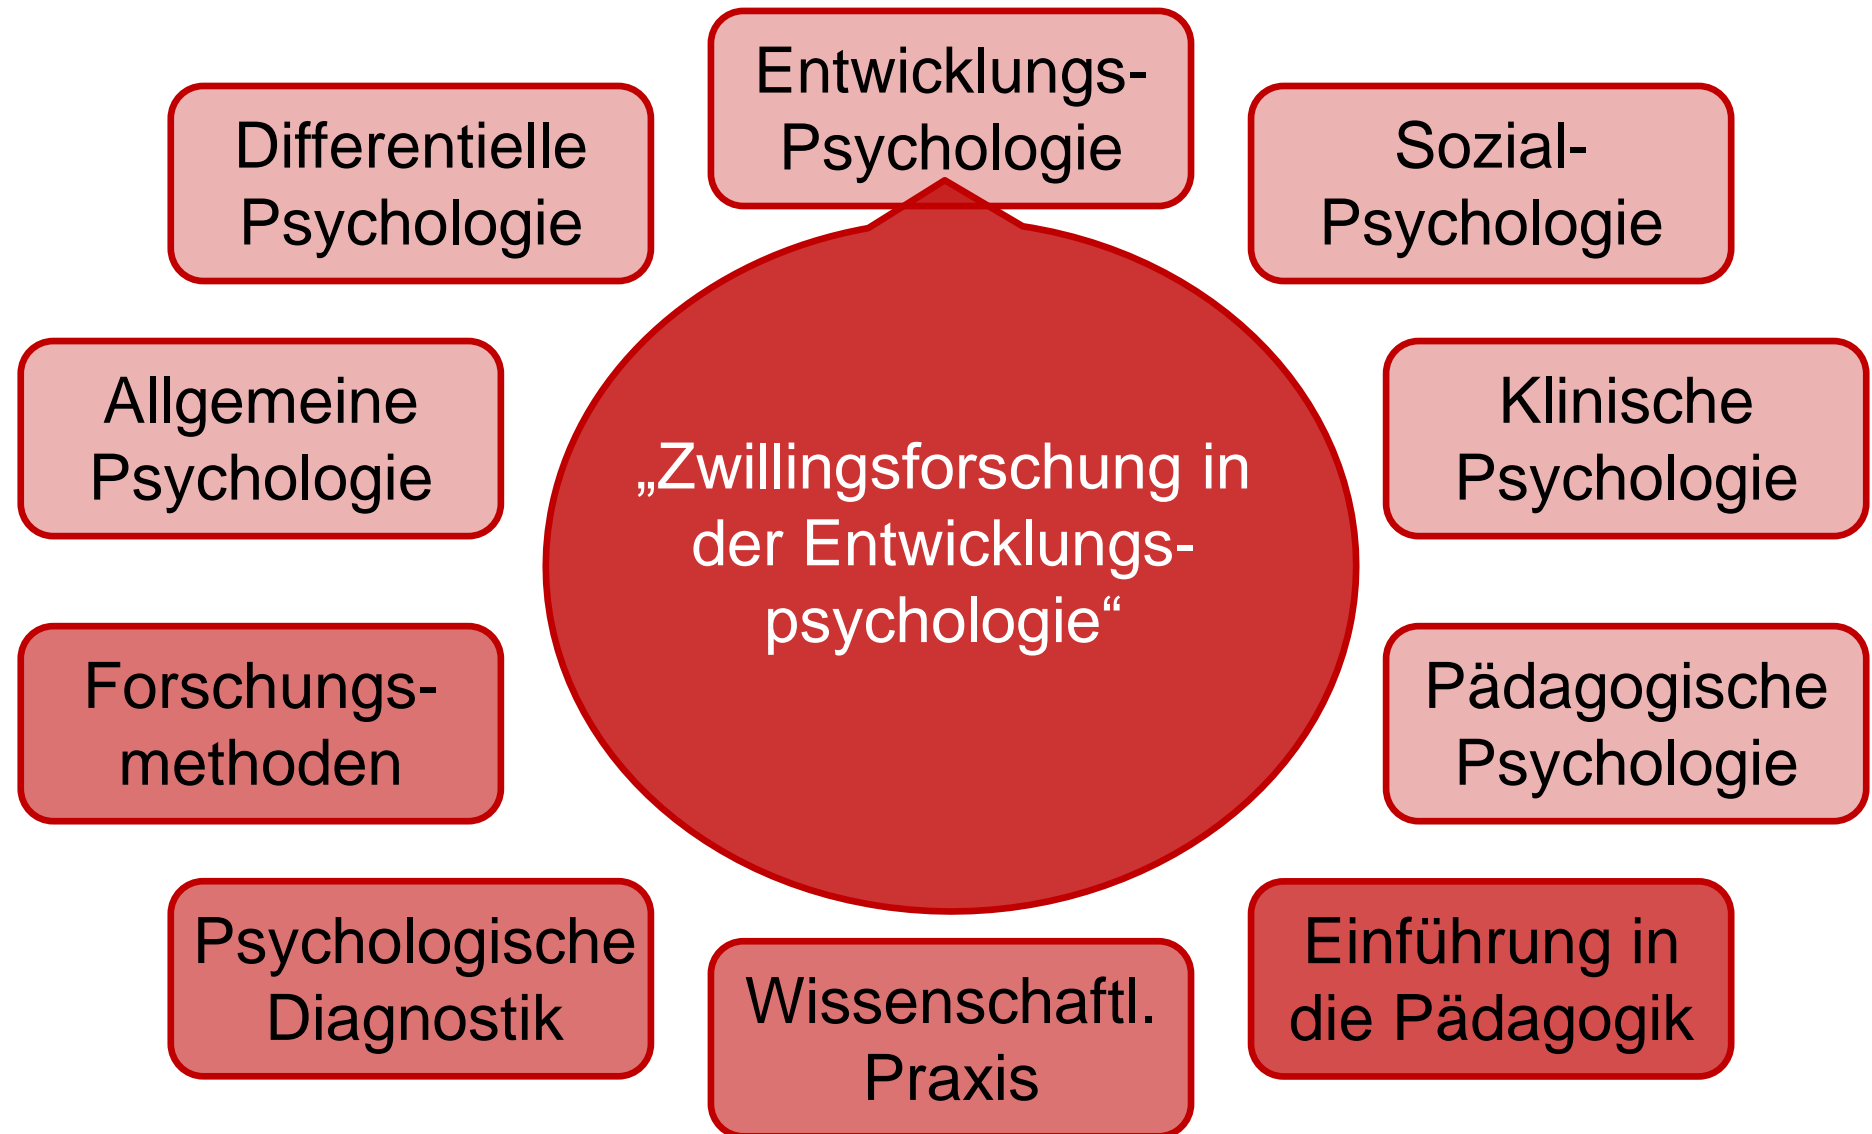 Entwicklungs-
Psychologie
Differentielle
Psychologie
Sozial-
Psychologie
Allgemeine
Psychologie
Klinische
Psychologie
„Zwillingsforschung in
der Entwicklungs-
psychologie“
Forschungs-
methoden
Pädagogische
Psychologie
Psychologische
Diagnostik
Wissenschaftl.
Praxis
Einführung in
die Pädagogik